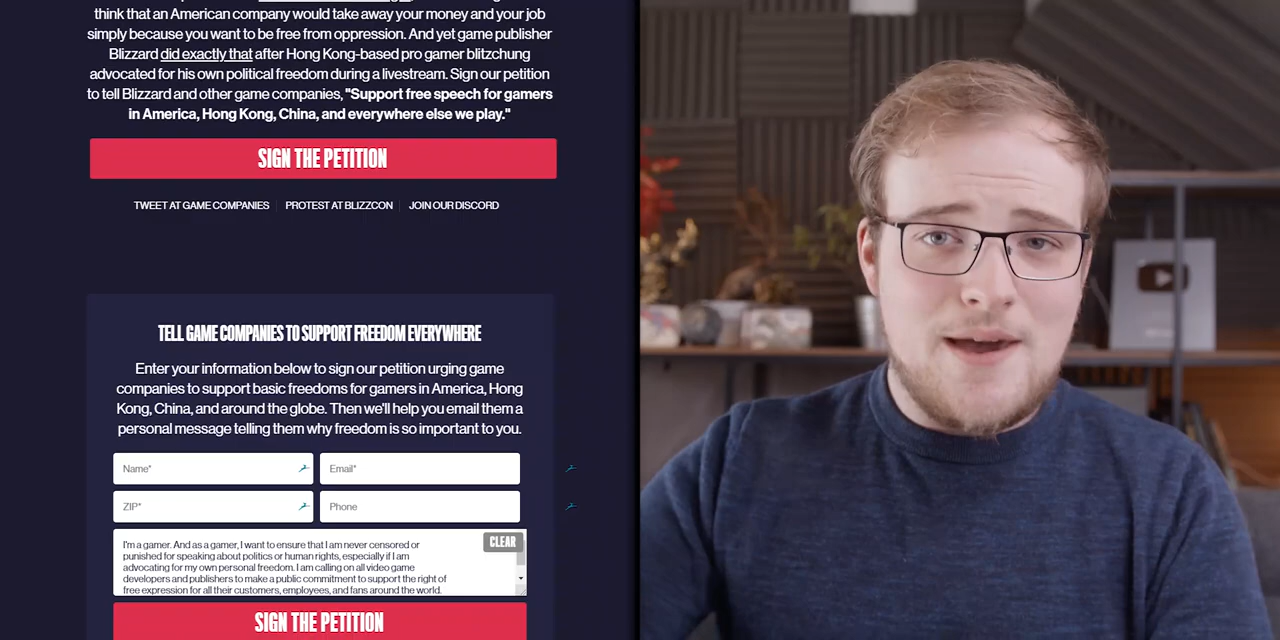 think that an American company would take away your money and your job
simply because you want to be free from oppression. And yet game publisher
Blizzard did exactly that after Hong Kong-based pro gamer blitzchung
advocated for his own political freedom during a livestream. Sign our petition
to tell Blizzard and other game companies, "Support free speech for gamers
in America, Hong Kong, China, and everywhere else we play."
SIGN THE PETITION
TWEET AT GAME COMPANIES PROTEST AT BLIZZCON JOIN OUR DISCORD
TELL GAME COMPANIES TO SUPPORT FREEDOM EVERYWHERE
Enter your information below to sign our petition urging game
companies to support basic freedoms for gamers in America, Hong
Kong, China, and around the globe. Then we'll help you email them a
personal message telling them why freedom is so important to you.
Name* Email*
ZIP* Phone
I'm a gamer. And as a gamer, I want to ensure that I am never censored or
CLEAR
punished for speaking about politics or human rights, especially if I am
advocating for my own personal freedom. I am calling on all video game
developers and publishers to make a public commitment to support the right of
free expression for all their customers, employees, and fans around the world.
SIGN THE PETITION